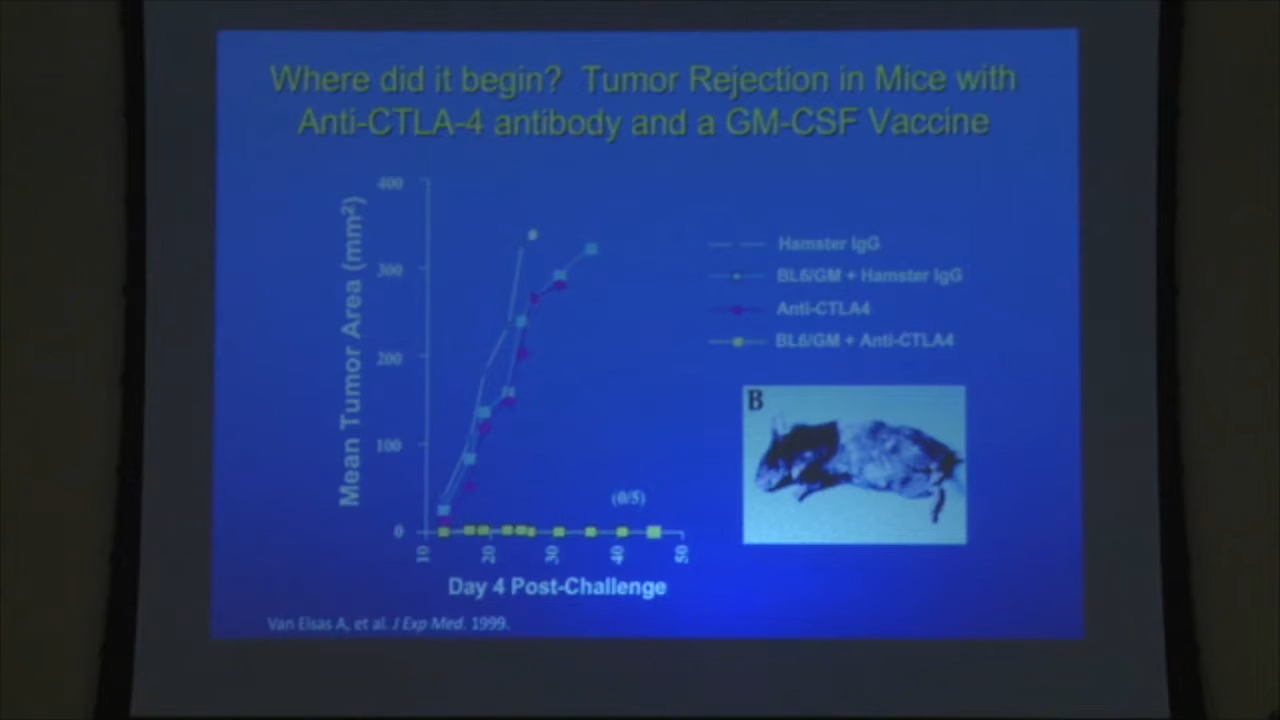 Where did it begin? Tumor Rejection in Mice with
Anti-CTLA-4 antibody and a GM-CSF Vaccine
Mean Tumor Area (mm²)
400
300
200
100
0
10
20
30
40
50
(0/5)
Day 4 Post-Challenge
Hamster IgG
BL6/GM + Hamster IgG
Anti-CTLA4
BL6/GM + Anti-CTLA4
B
Van Elsas A, et al. J Exp Med. 1999.